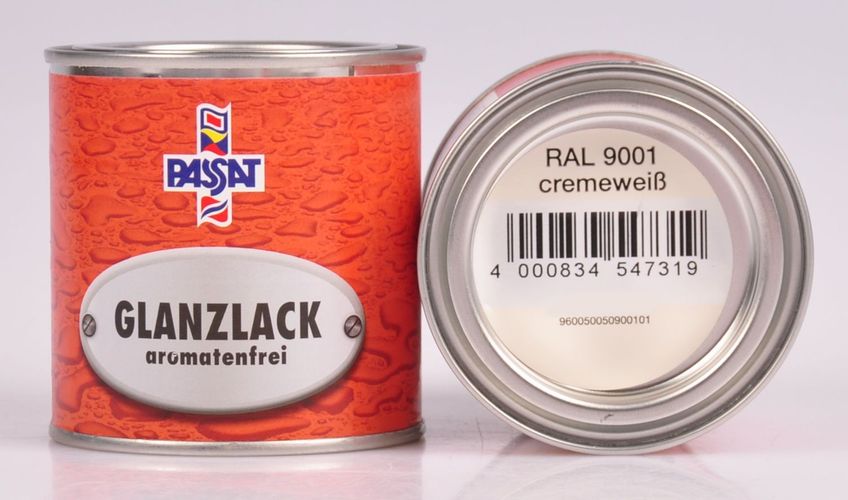 PASSAT
GLANZLACK
aromatenfrei
RAL 9001
cremeweiß
4 000834 547319
960050050900101